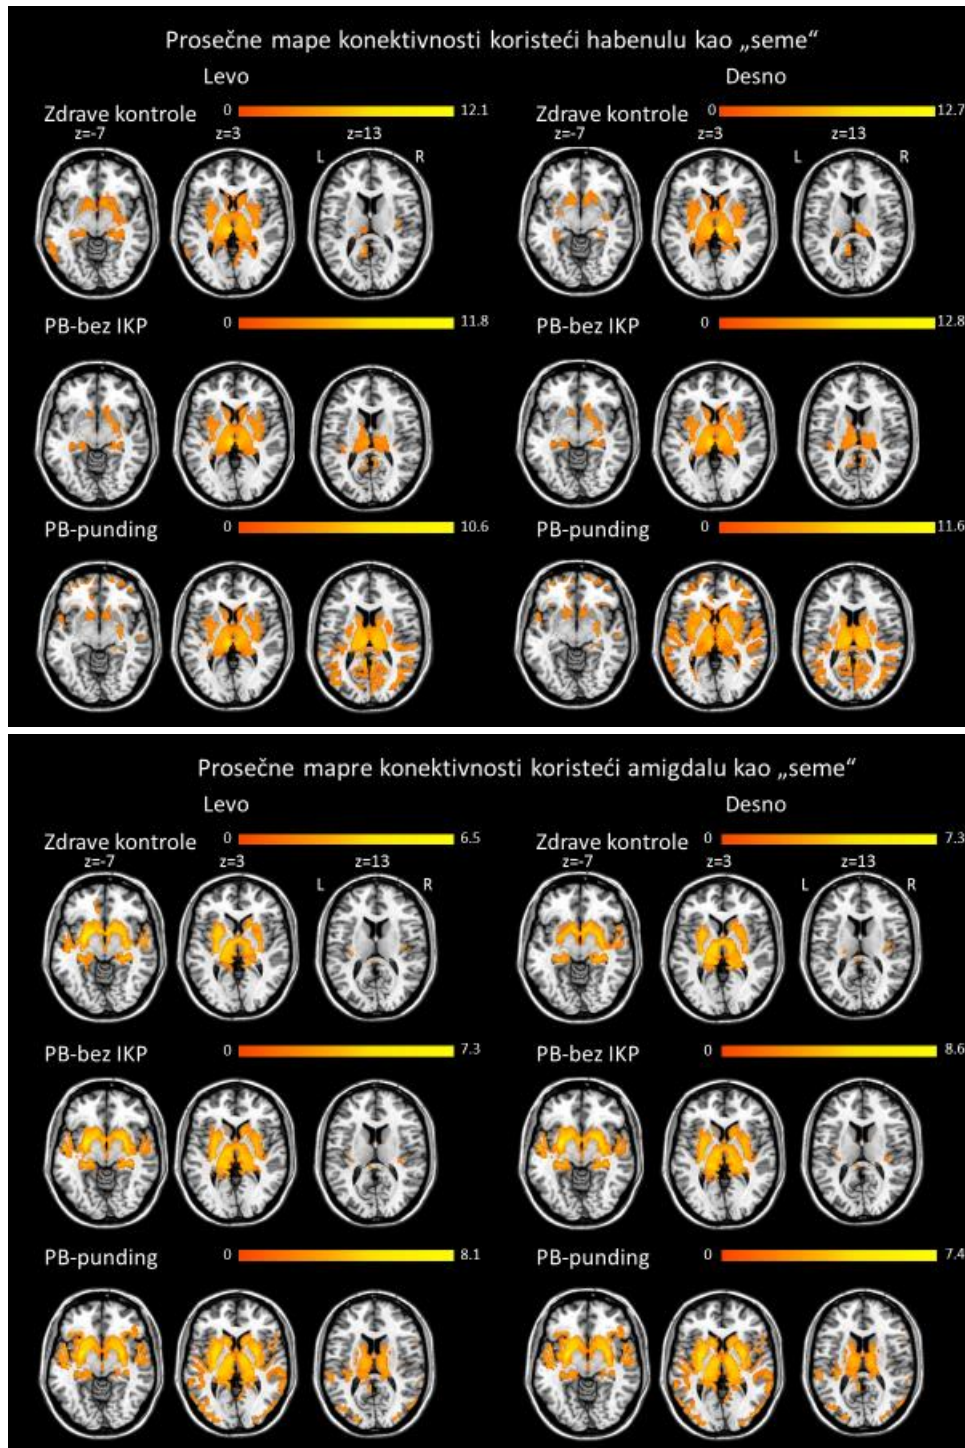 Prosečne mape konektivnosti koristeći habenulu kao „seme“
Levo
Desno
Zdrave kontrole
0
12.1
Zdrave kontrole
0
12.7
z=-7
z=3
z=13
z=-7
z=3
z=13
L
R
L
R
PB-bez IKP
0
11.8
PB-bez IKP
0
12.8
PB-punding
0
10.6
PB-punding
0
11.6
Prosečne mapre konektivnosti koristeći amigdalu kao „seme“
Levo
Desno
Zdrave kontrole
0
6.5
Zdrave kontrole
0
7.3
z=-7
z=3
z=13
z=-7
z=3
z=13
L
R
L
R
PB-bez IKP
0
7.3
PB-bez IKP
0
8.6
PB-punding
0
8.1
PB-punding
0
7.4